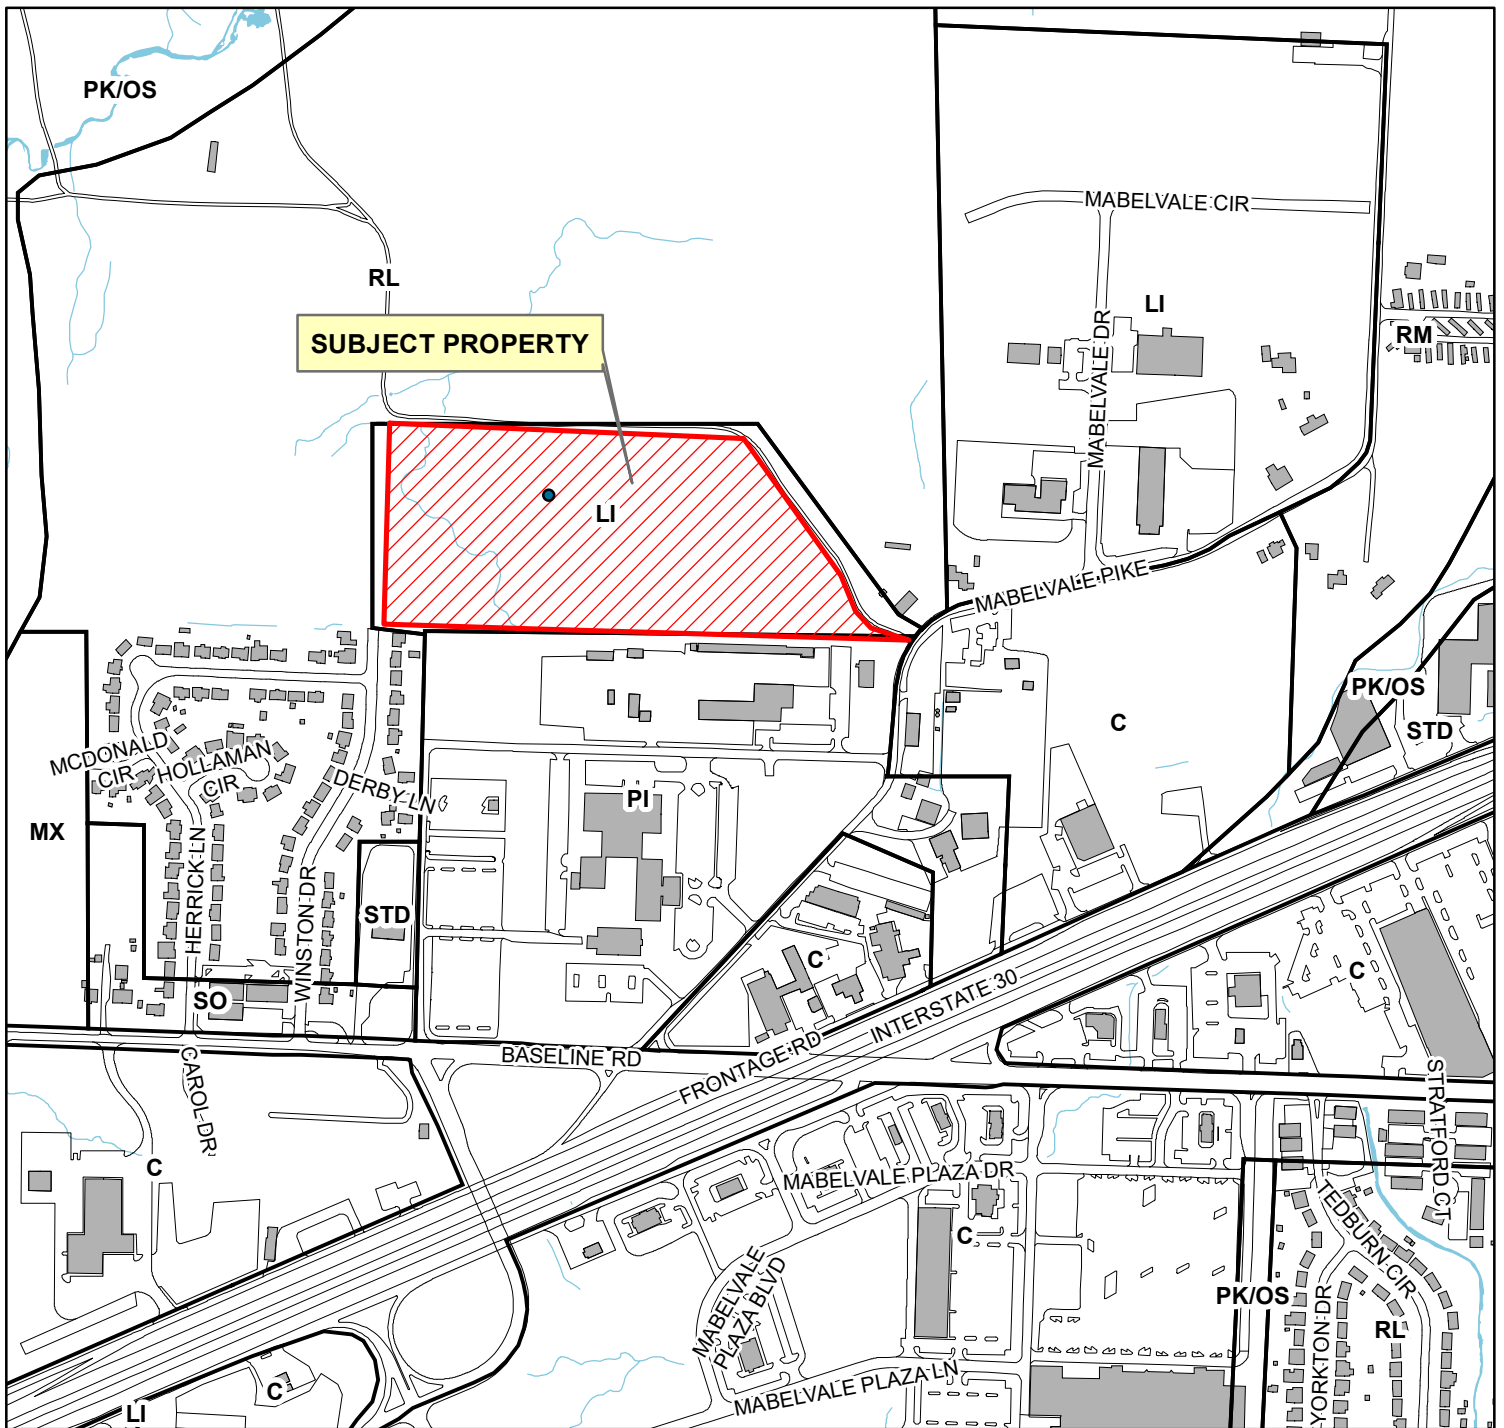 PK/OS
MABELVALE CIR
RL
LI
SUBJECT PROPERTY
RM
MABELVALE DR
LI
MABELVALE PIKE
PK/OS
C
STD
MCDONALD
CIR
HOLLAMAN
CIR
DERBY LN
PI
MX
HERRICK LN
WINSTON DR
STD
C
C
SO
INTERSTATE 30
BASELINE RD
FRONTAGE RD
CAROL DR
STRATFORD CT
C
MABELVALE PLAZA DR
TEDBURN CIR
C
MABELVALE
PLAZA BLVD
PK/OS
YORKTON DR
RL
C
MABELVALE PLAZA LN
LI